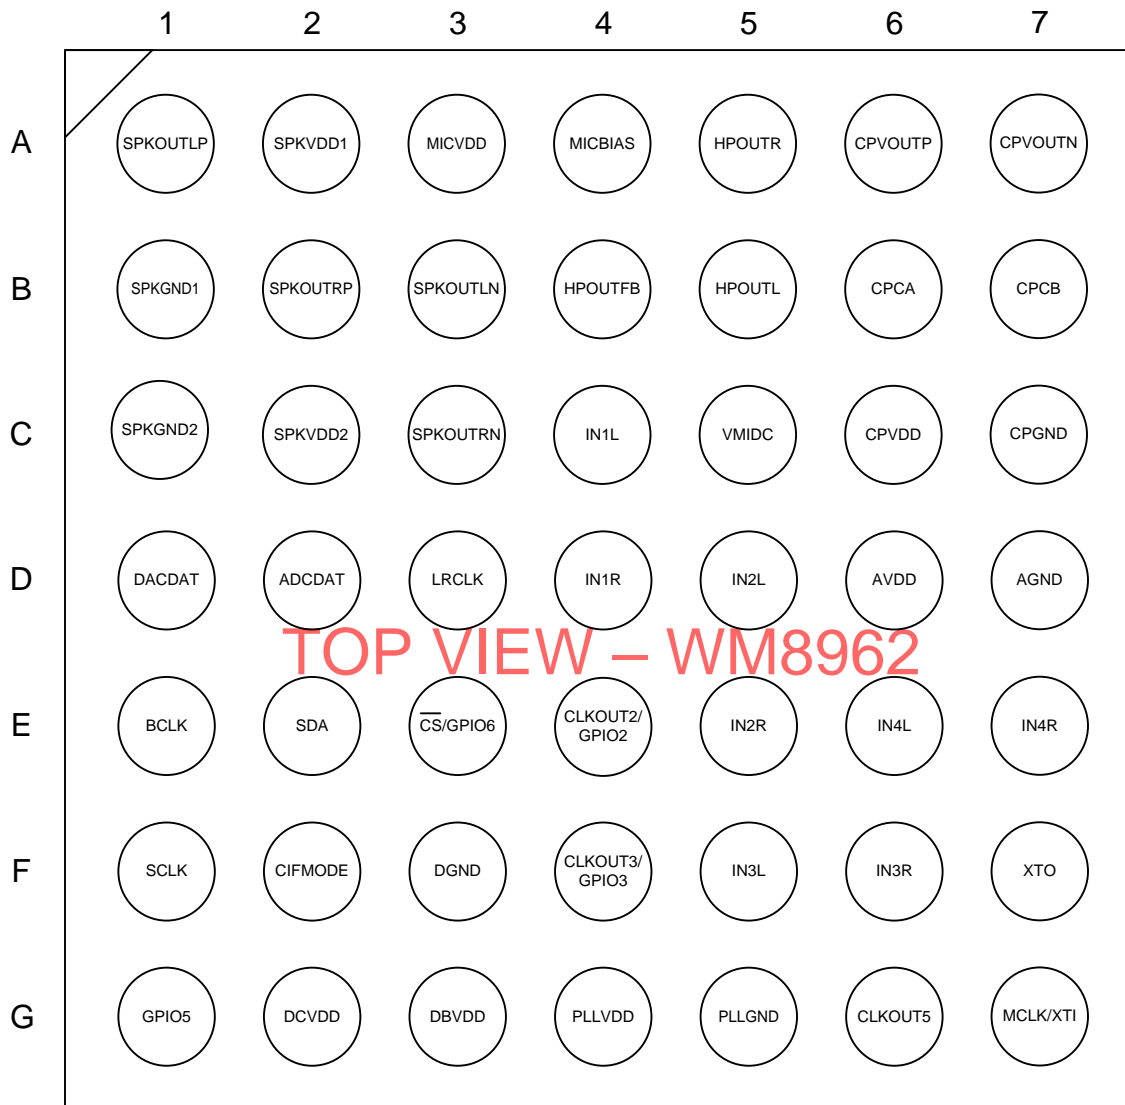 1 2 3 4 5 6 7
A SPKOUTLP SPKVDD1 MICVDD MICBIAS HPOUTR CPVOUTP CPVOUTN
B SPKGND1 SPKOUTRP SPKOUTLN HPOUTFB HPOUTL CPCA CPCB
C SPKGND2 SPKVDD2 SPKOUTRN IN1L VMIDC CPVDD CPGND
D DACDAT ADCDAT LRCLK IN1R IN2L AVDD AGND
TOP VIEW – WM8962
E BCLK SDA C̅S̅/GPIO6 CLKOUT2/ GPIO2 IN2R IN4L IN4R
F SCLK CIFMODE DGND CLKOUT3/ GPIO3 IN3L IN3R XTO
G GPIO5 DCVDD DBVDD PLLVDD PLLGND CLKOUT5 MCLK/XTI